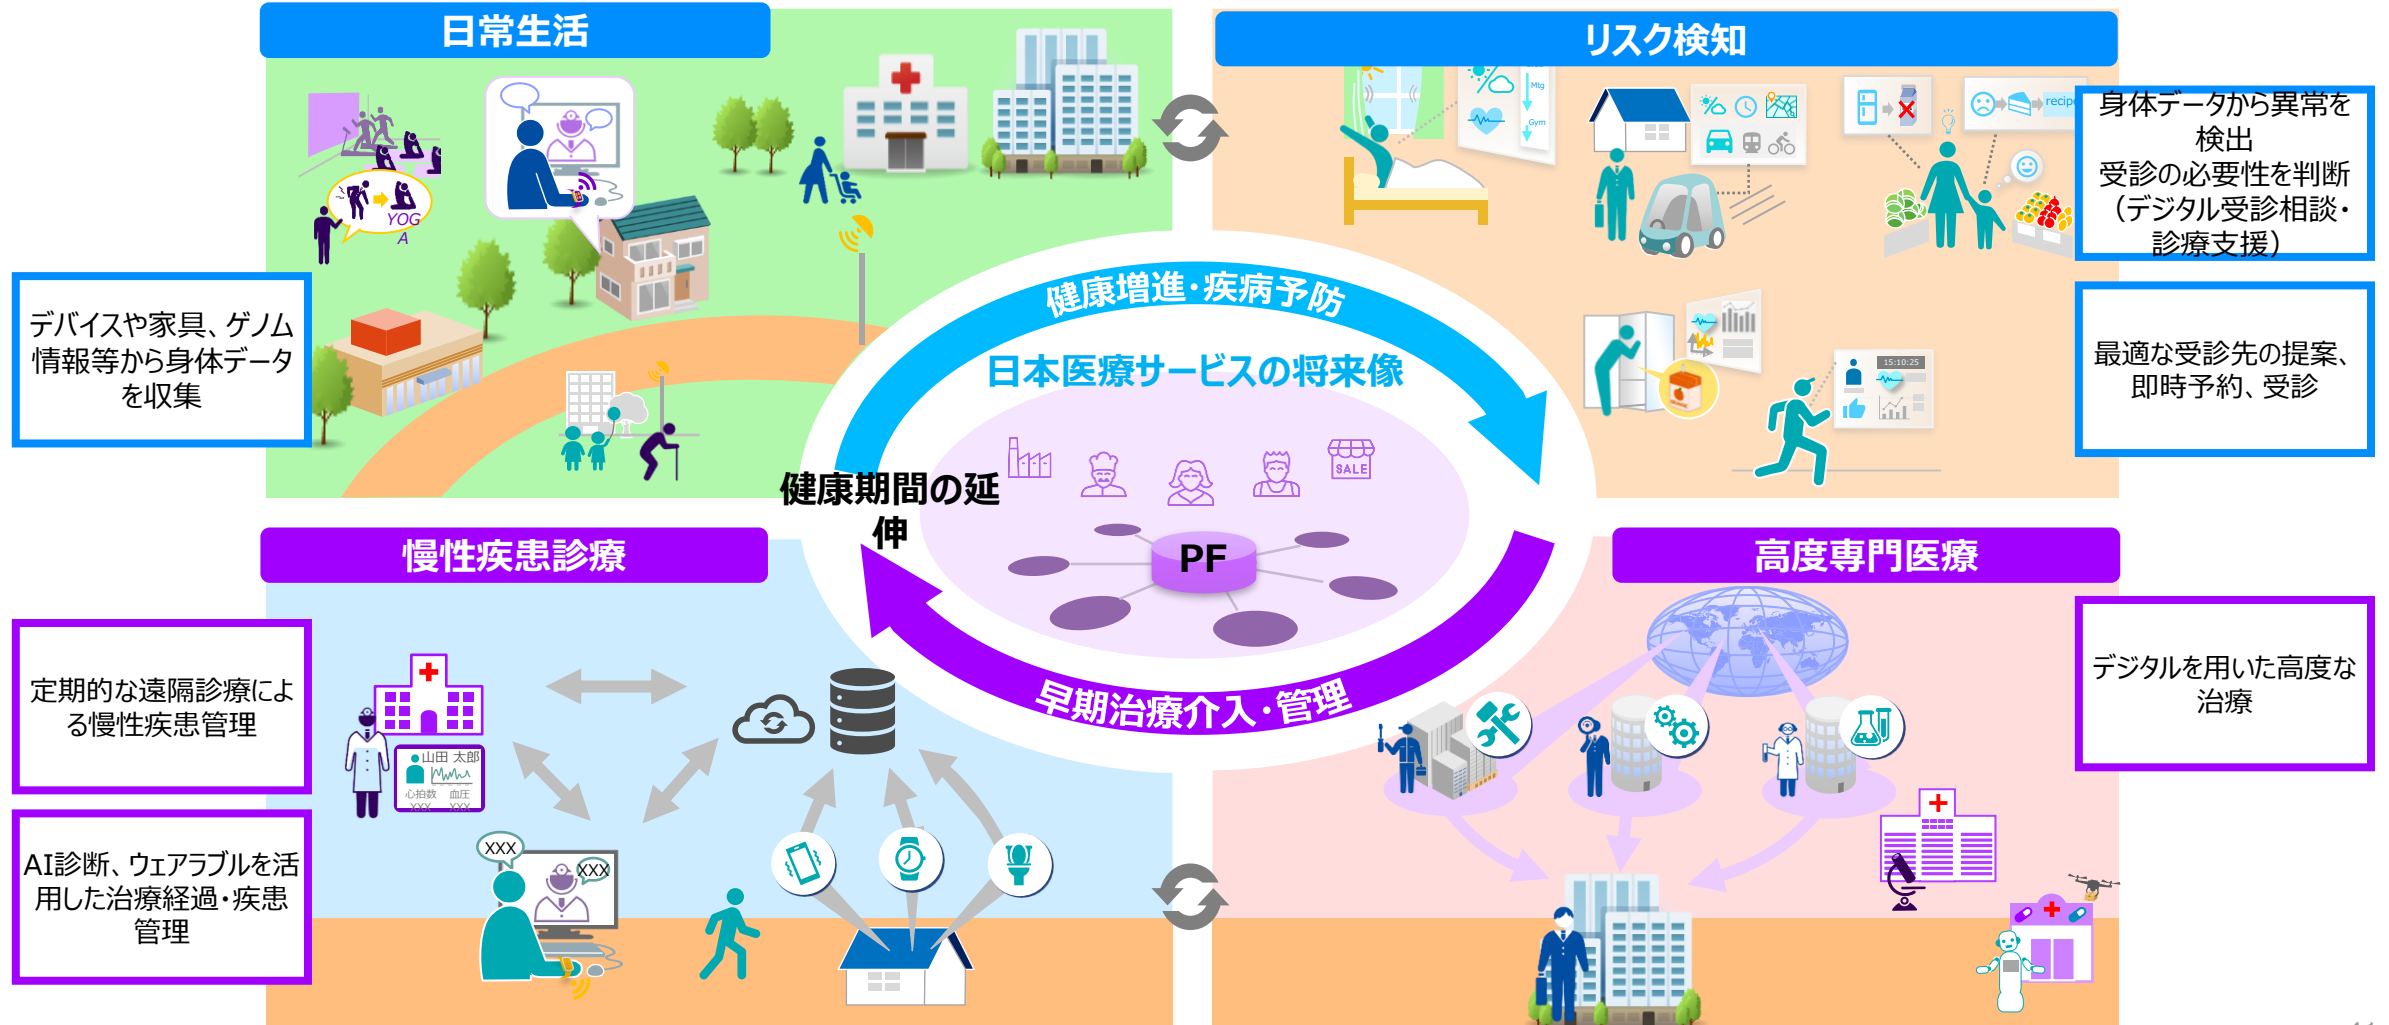 日常生活
YOG
A
デバイスや家具、ゲノム
情報等から身体データ
を収集
リスク検知
Mtg
Gym
recipe
15:10:25
身体データから異常を
検出
受診の必要性を判断
（デジタル受診相談・
診療支援）
最適な受診先の提案、
即時予約、受診
健康増進・疾病予防
日本医療サービスの将来像
SALE
健康期間の延
伸
PF
早期治療介入・管理
慢性疾患診療
定期的な遠隔診療によ
る慢性疾患管理
山田 太郎
心拍数 血圧
XXX XXX
AI診断、ウェアラブルを活
用した治療経過・疾患
管理
XXX
XXX
高度専門医療
デジタルを用いた高度な
治療